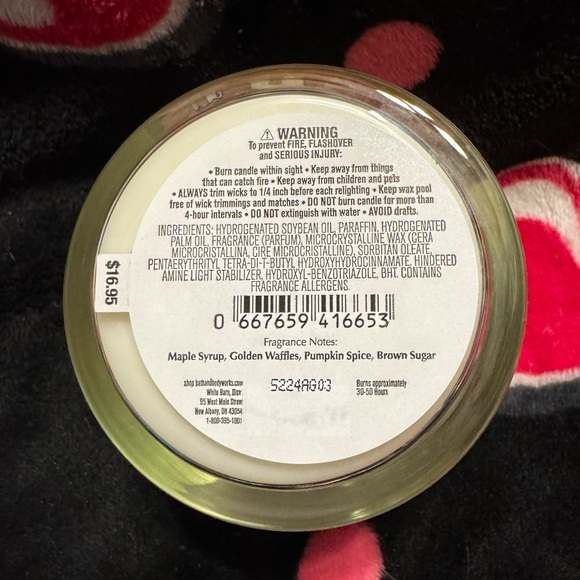 ⚠ WARNING
To prevent FIRE, FLASHOVER
and SERIOUS INJURY:
• Burn candle within sight • Keep away from things
that can catch fire • Keep away from children and pets
• ALWAYS trim wicks to 1/4 inch before each relighting • Keep wax pool
free of wick trimmings and matches • DO NOT burn candle for more than
4-hour intervals • DO NOT extinguish with water • AVOID drafts.
INGREDIENTS: HYDROGENATED SOYBEAN OIL, PARAFFIN, HYDROGENATED
PALM OIL, FRAGRANCE (PARFUM), MICROCRYSTALLINE WAX (CERA
MICROCRISTALLINA, CIRE MICROCRISTALLINE), SORBITAN OLEATE,
PENTAERYTHRITYL TETRA-DI-T-BUTYL HYDROXYHYDROCINNAMATE, HINDERED
AMINE LIGHT STABILIZER, HYDROXYL-BENZOTRIAZOLE, BHT. CONTAINS
FRAGRANCE ALLERGENS.
$16.95
0 667659 416653
Fragrance Notes:
Maple Syrup, Golden Waffles, Pumpkin Spice, Brown Sugar
shop bathandbodyworks.com
White Barn, Distr.
95 West Main Street
New Albany, OH 43054
1-800-395-1001
5224AG03
Burns approximately
30-50 Hours